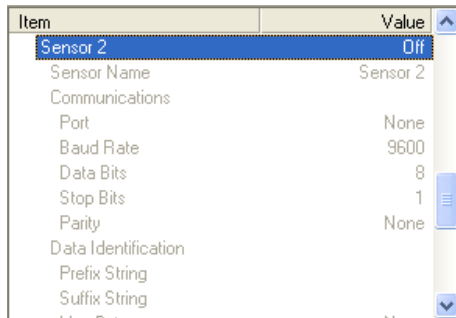 Item Value
Sensor 2 Off
Sensor Name Sensor 2
Communications
Port None
Baud Rate 9600
Data Bits 8
Stop Bits 1
Parity None
Data Identification
Prefix String
Suffix String